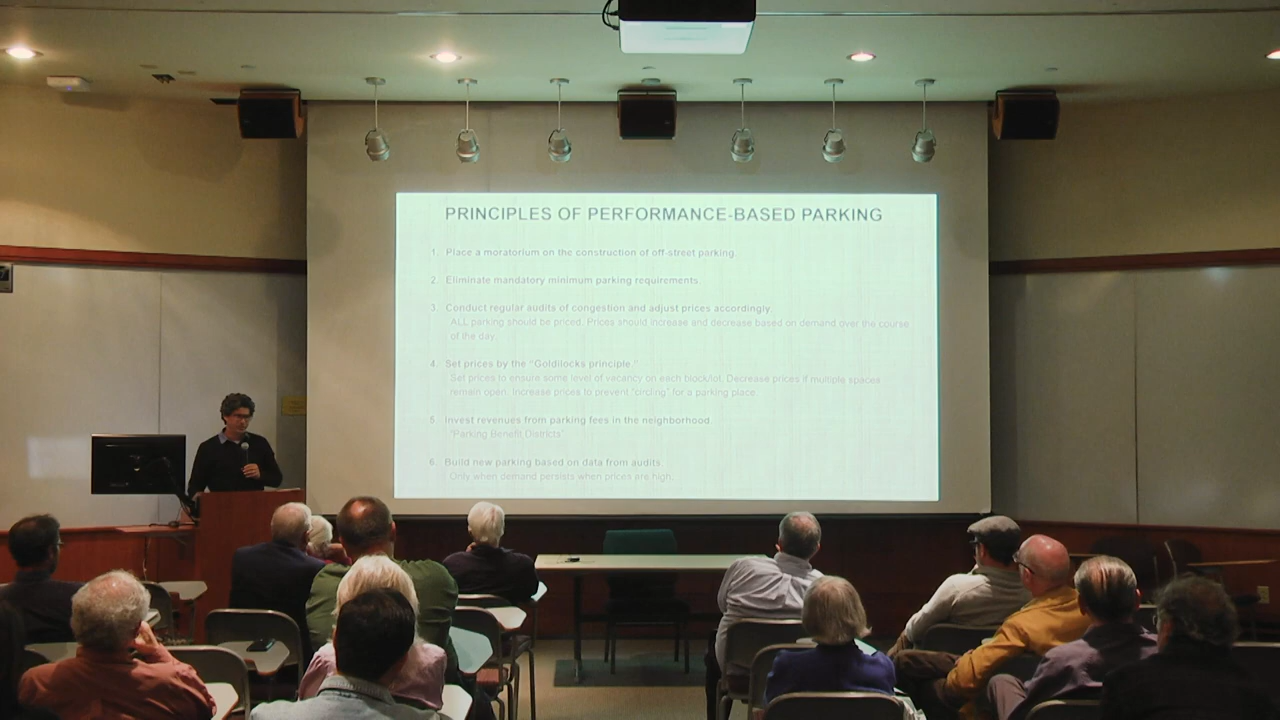 PRINCIPLES OF PERFORMANCE-BASED PARKING
1. Place a moratorium on the construction of off-street parking.
2. Eliminate mandatory minimum parking requirements.
3. Conduct regular audits of congestion and adjust prices accordingly.
ALL parking should be priced. Prices should increase and decrease based on demand over the course
of the day.
4. Set prices by the "Goldilocks principle."
Set prices to ensure some level of vacancy on each block/lot. Decrease prices if multiple spaces
remain open. Increase prices to prevent "circling" for a parking place.
5. Invest revenues from parking fees in the neighborhood.
"Parking Benefit Districts"
6. Build new parking based on data from audits.
Only when demand persists when prices are high.